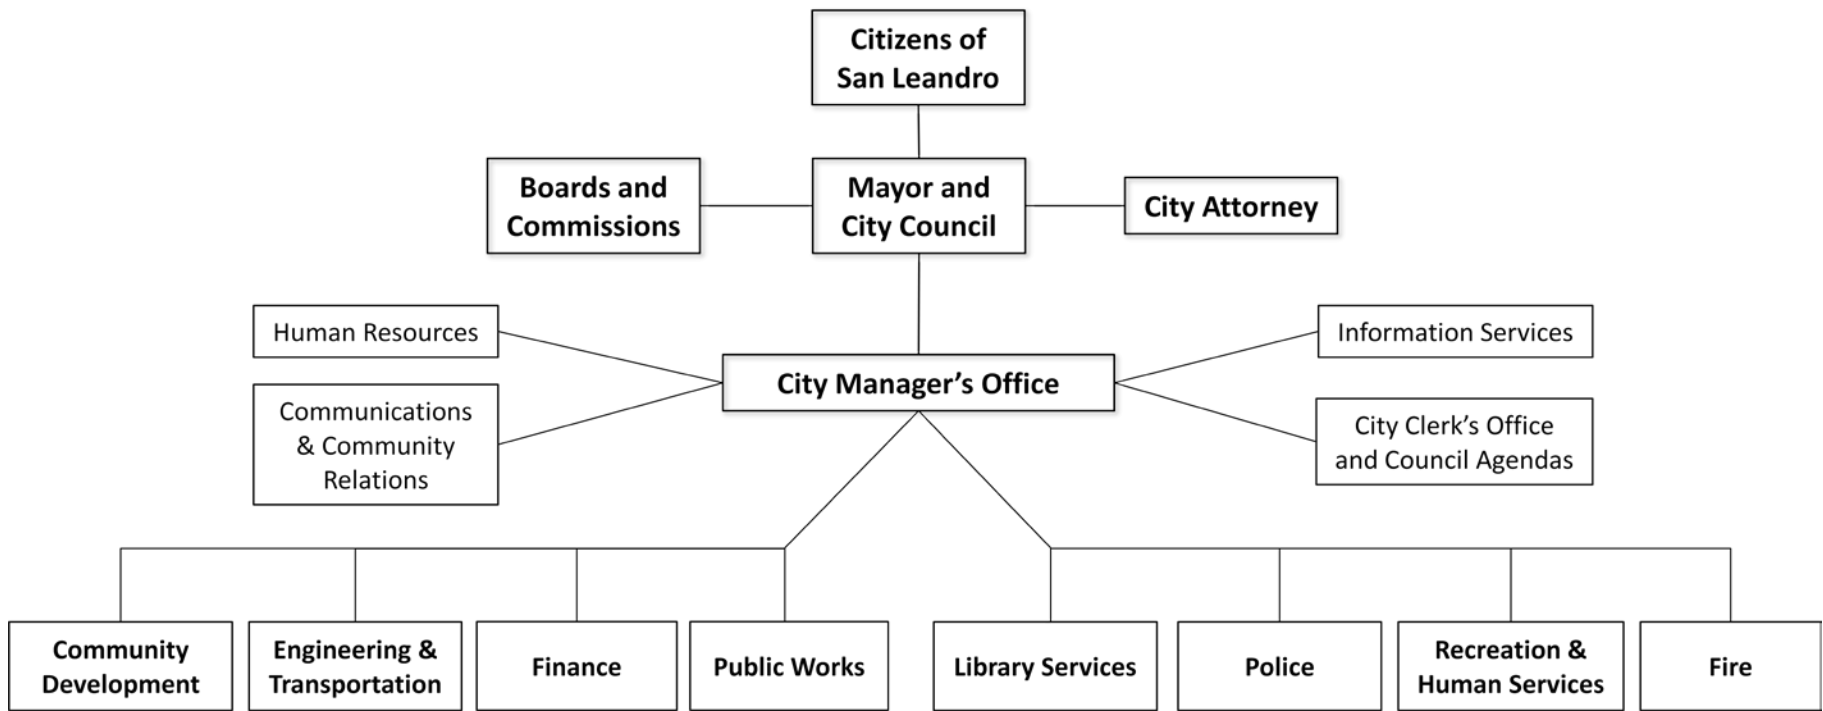 Citizens of
San Leandro
Boards and
Commissions
Mayor and
City Council
City Attorney
Human Resources
Information Services
City Manager’s Office
Communications
& Community
Relations
City Clerk’s Office
and Council Agendas
Community
Development
Engineering &
Transportation
Finance
Public Works
Library Services
Police
Recreation &
Human Services
Fire